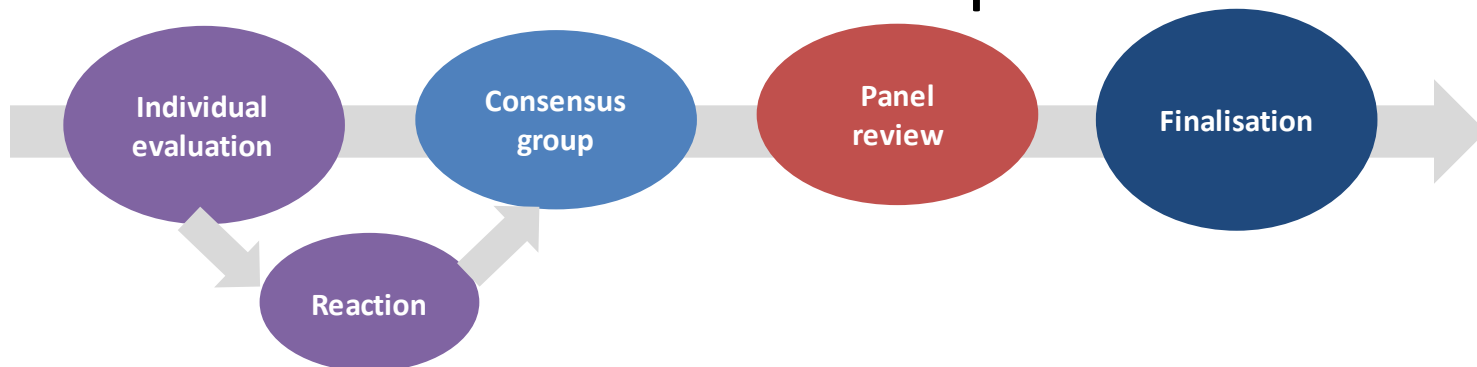 Individual
evaluation
Consensus
group
Panel
review
Finalisation
Reaction